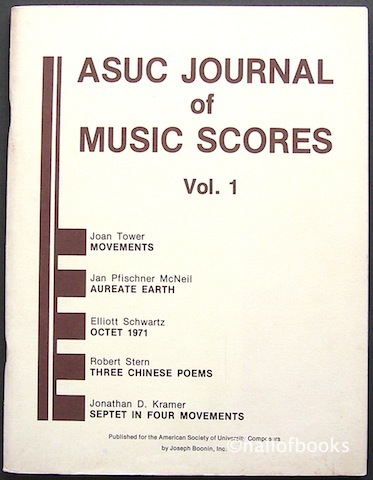 ASUC JOURNAL
of
MUSIC SCORES
Vol. 1
Joan Tower
MOVEMENTS
Jan Pfischner McNeil
AUREATE EARTH
Elliott Schwartz
OCTET 1971
Robert Stern
THREE CHINESE POEMS
Jonathan D. Kramer
SEPTET IN FOUR MOVEMENTS
Published for the American Society of University Composers
by Joseph Boonin, Inc.
©hallofbooks